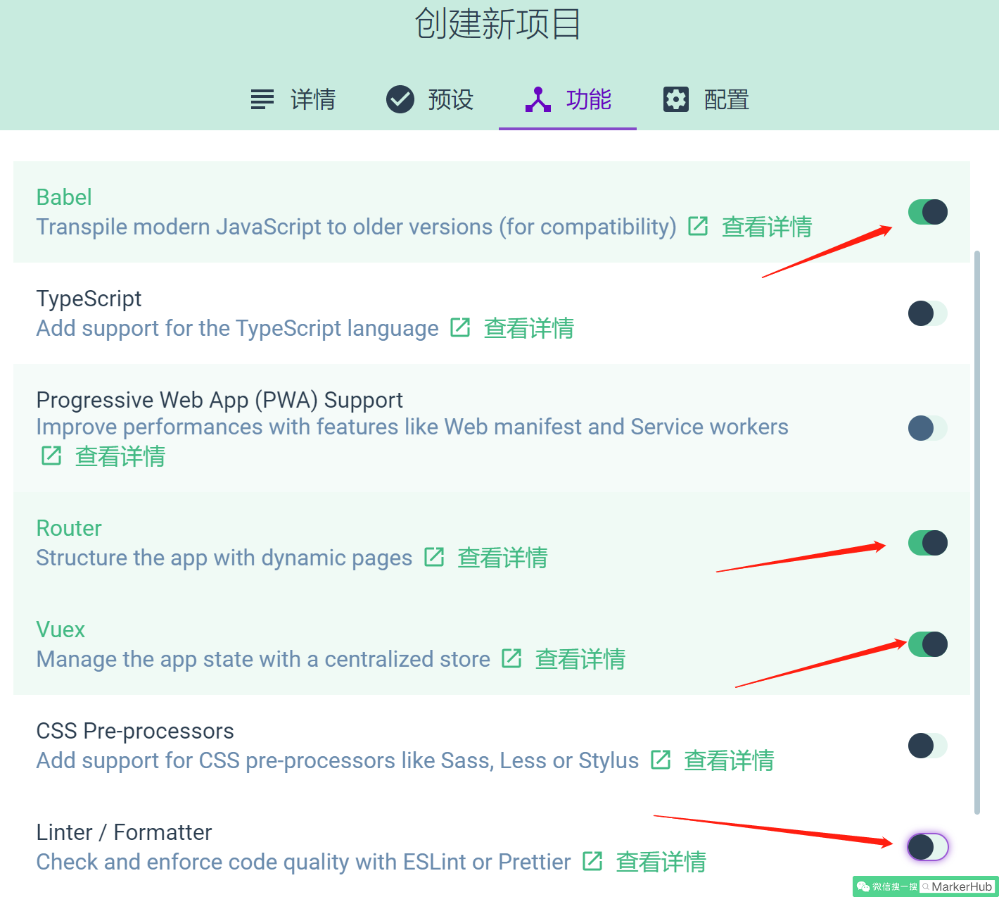 创建新项目
详情 预设 功能 配置
Babel
Transpile modern JavaScript to older versions (for compatibility) 查看详情
TypeScript
Add support for the TypeScript language 查看详情
Progressive Web App (PWA) Support
Improve performances with features like Web manifest and Service workers
查看详情
Router
Structure the app with dynamic pages 查看详情
Vuex
Manage the app state with a centralized store 查看详情
CSS Pre-processors
Add support for CSS pre-processors like Sass, Less or Stylus 查看详情
Linter / Formatter
Check and enforce code quality with ESLint or Prettier 查看详情
微信搜一搜 MarkerHub